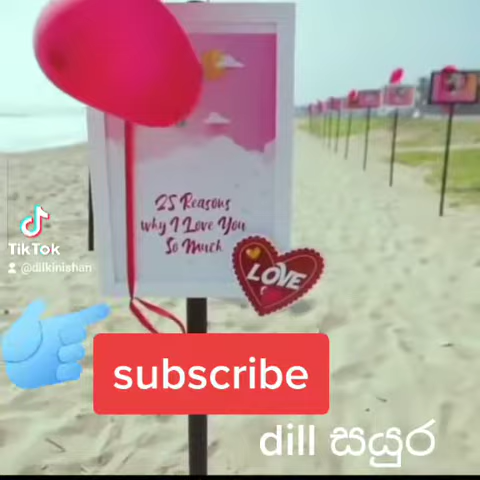 25 Reasons
why I Love You
So Much
LOVE
TikTok
@dilkinishan
subscribe
dill සයුර